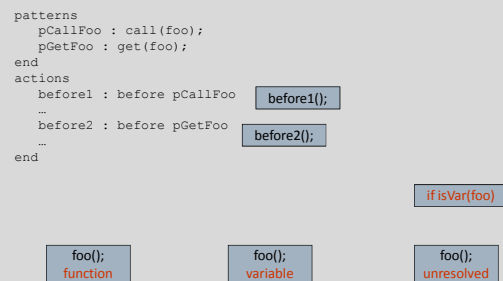 patterns
pCallFoo : call(foo);
pGetFoo : get(foo);
end
actions
before1 : before pCallFoo
before1();
…
before2 : before pGetFoo
before2();
…
end
if isVar(foo)
foo();
function
foo();
variable
foo();
unresolved